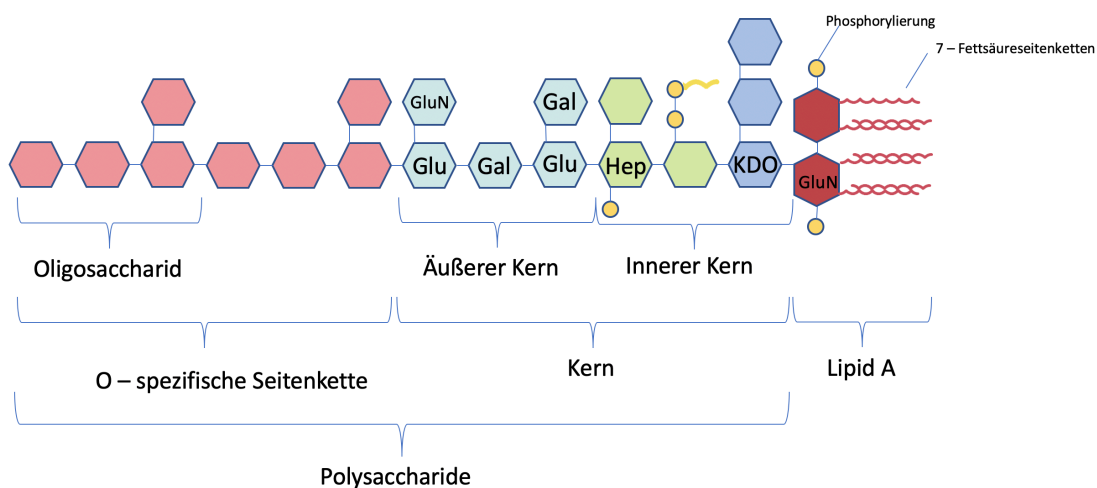 Phosphorylierung
7 – Fettsäureseitenketten
GluN
Gal
Glu
Gal
Glu
Hep
KDO
GluN
Oligosaccharid
Äußerer Kern
Innerer Kern
O – spezifische Seitenkette
Kern
Lipid A
Polysaccharide